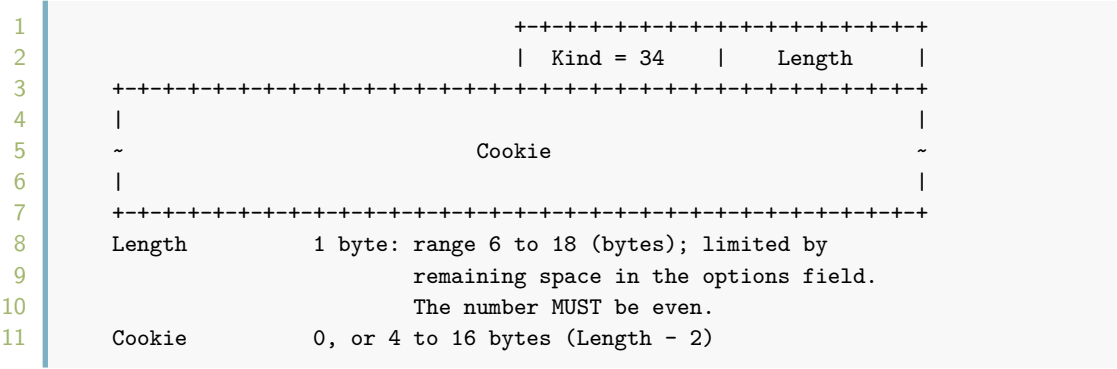 1                                 +-+-+-+-+-+-+-+-+-+-+-+-+-+-+-+-+
2                                 |  Kind = 34    |    Length     |
3 +-+-+-+-+-+-+-+-+-+-+-+-+-+-+-+-+-+-+-+-+-+-+-+-+-+-+-+-+-+-+-+-+
4 |                                                               |
5 ~                            Cookie                             ~
6 |                                                               |
7 +-+-+-+-+-+-+-+-+-+-+-+-+-+-+-+-+-+-+-+-+-+-+-+-+-+-+-+-+-+-+-+-+
8 Length          1 byte: range 6 to 18 (bytes); limited by
9                         remaining space in the options field.
10                         The number MUST be even.
11 Cookie          0, or 4 to 16 bytes (Length - 2)